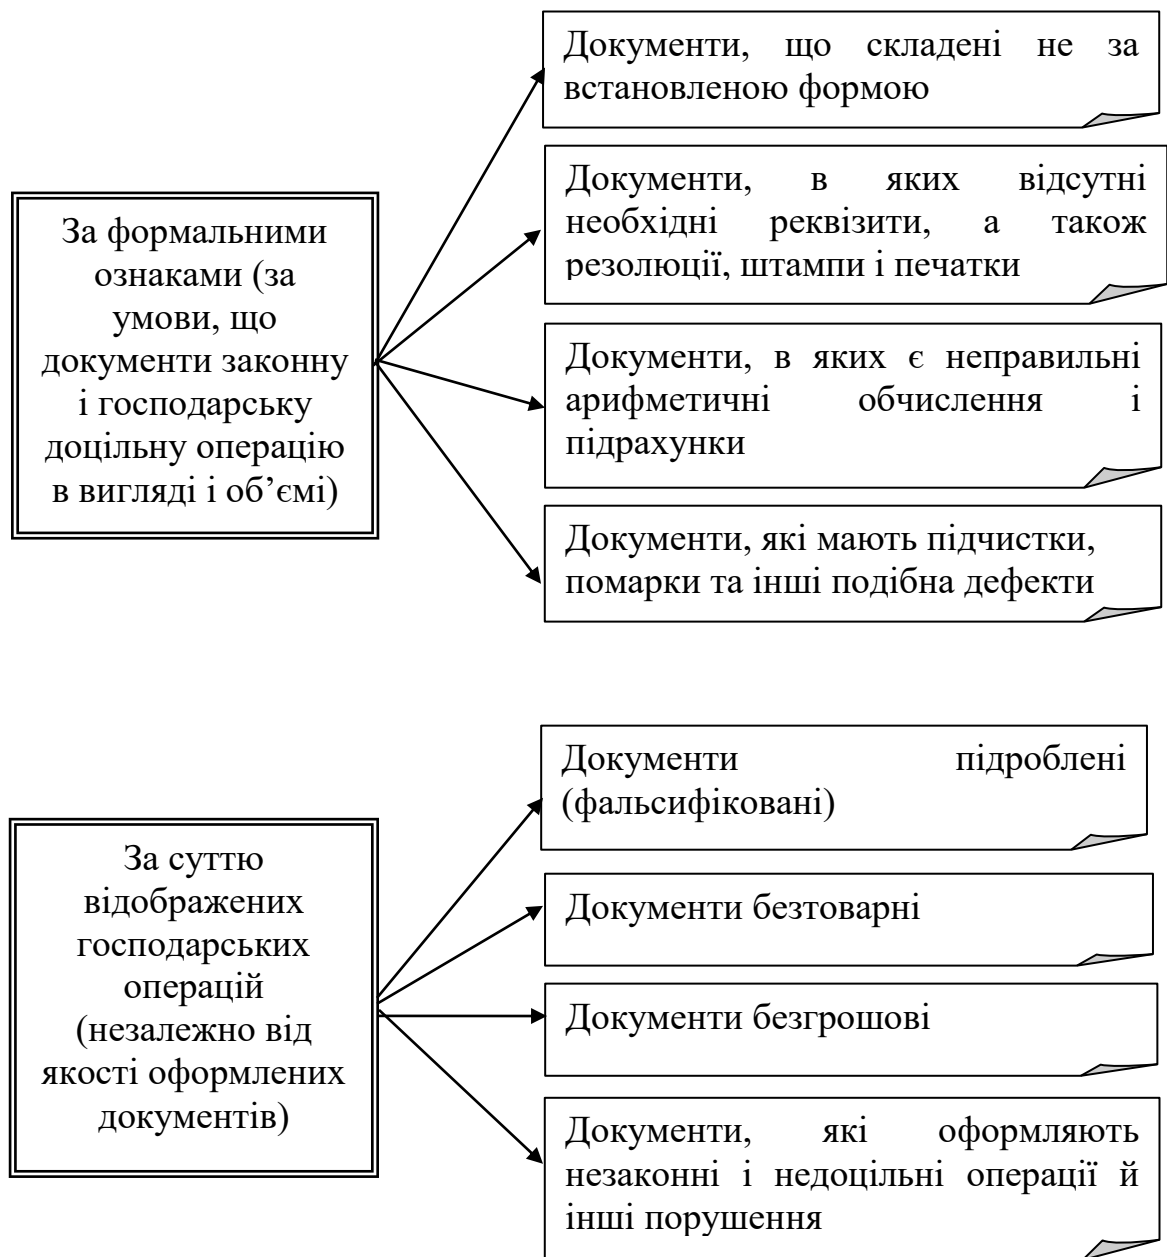 За формальними
ознаками (за
умови, що
документи законну
і господарську
доцільну операцію
в вигляді і об’ємі)
Документи, що складені не за
встановленою формою
Документи, в яких відсутні
необхідні реквізити, а також
резолюції, штампи і печатки
Документи, в яких є неправильні
арифметичні обчислення і
підрахунки
Документи, які мають підчистки,
помарки та інші подібна дефекти
За суттю
відображених
господарських
операцій
(незалежно від
якості оформлених
документів)
Документи підроблені
(фальсифіковані)
Документи безтоварні
Документи безгрошові
Документи, які оформляють
незаконні і недоцільні операції й
інші порушення